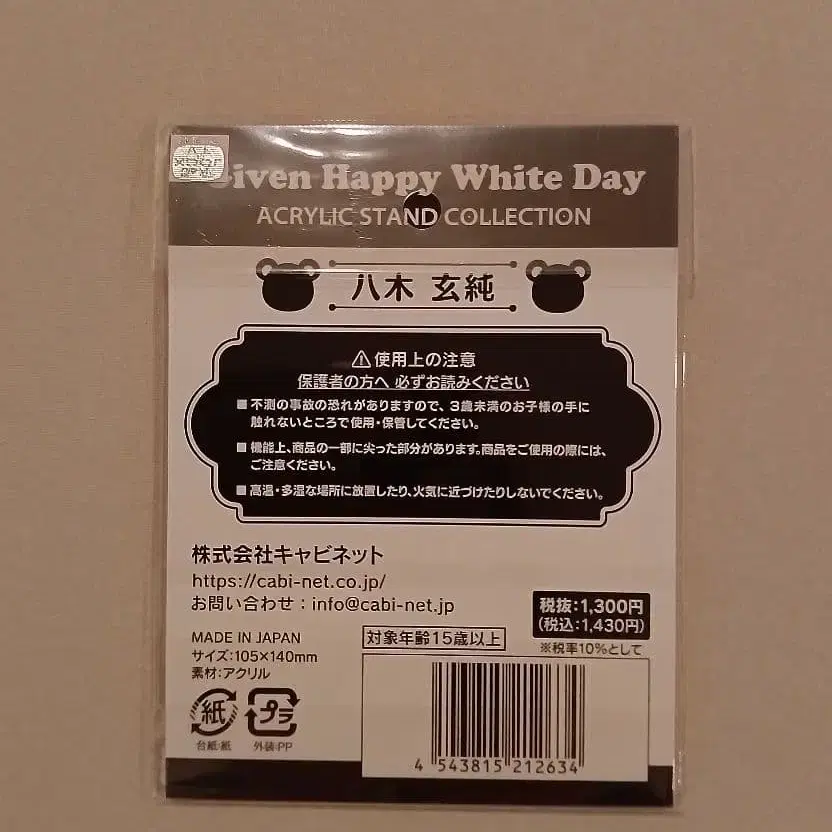 Given Happy White Day
ACRYLIC STAND COLLECTION
八木 玄純
⚠使用上の注意
保護者の方へ 必ずお読みください
■不測の事故の恐れがありますので、3歳未満のお子様の手に
触れないところで使用・保管してください。
■機能上、商品の一部に尖った部分があります。商品をご使用の際には、
ご注意ください。
■高温・多湿な場所に放置したり、火気に近づけたりしないでください。
株式会社キャビネット
https://cabi-net.co.jp/
お問い合わせ:info@cabi-net.jp
税抜:1,300円
(税込:1,430円)
※税率10%として
MADE IN JAPAN
サイズ:105×140mm
素材:アクリル
対象年齢15歳以上
紙
プラ
台紙:紙
外装:PP
4 543815 212634